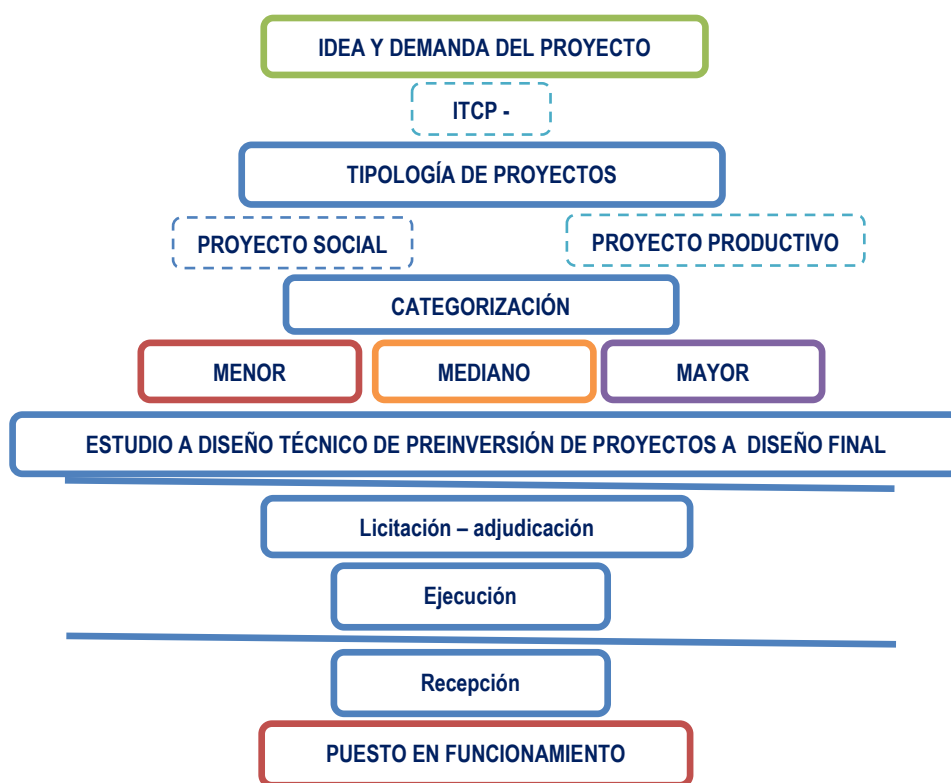 IDEA Y DEMANDA DEL PROYECTO
ITCP -
TIPOLOGÍA DE PROYECTOS
PROYECTO SOCIAL
PROYECTO PRODUCTIVO
CATEGORIZACIÓN
MENOR
MEDIANO
MAYOR
ESTUDIO A DISEÑO TÉCNICO DE PREINVERSIÓN DE PROYECTOS A DISEÑO FINAL
Licitación – adjudicación
Ejecución
Recepción
PUESTO EN FUNCIONAMIENTO